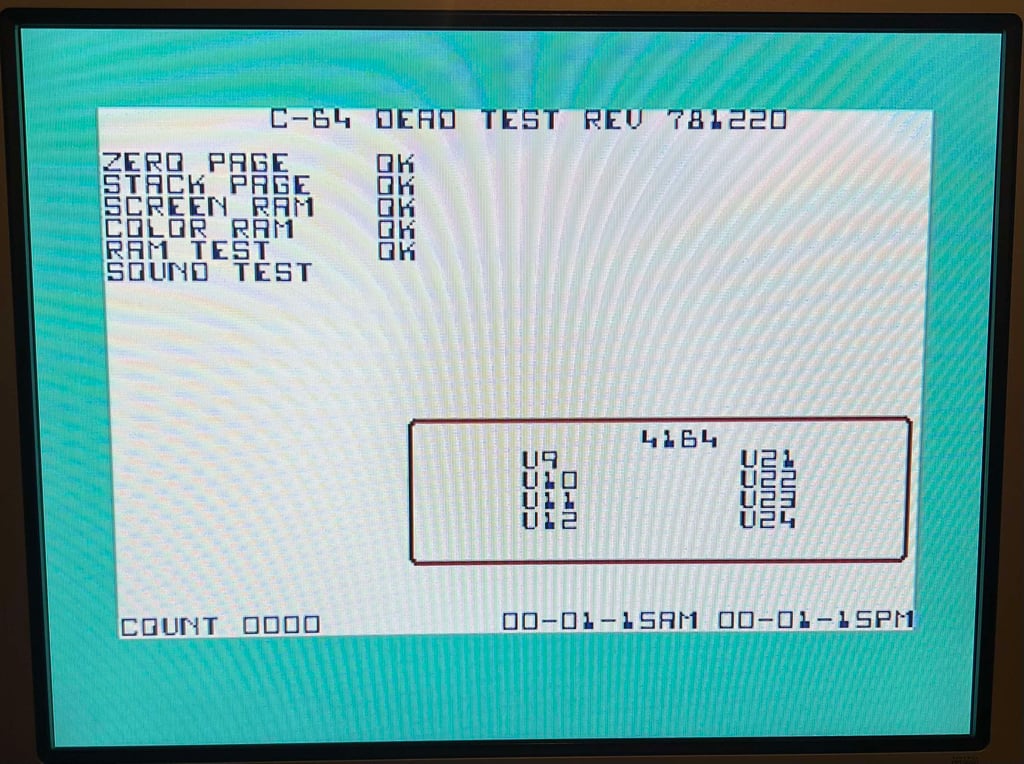 C-64 DEAD TEST REV 781220
ZERO PAGE OK
STACK PAGE OK
SCREEN RAM OK
COLOR RAM OK
RAM TEST OK
SOUND TEST
4164
U9 U21
U10 U22
U11 U23
U12 U24
COUNT 0000 00-01-15AM 00-01-15PM